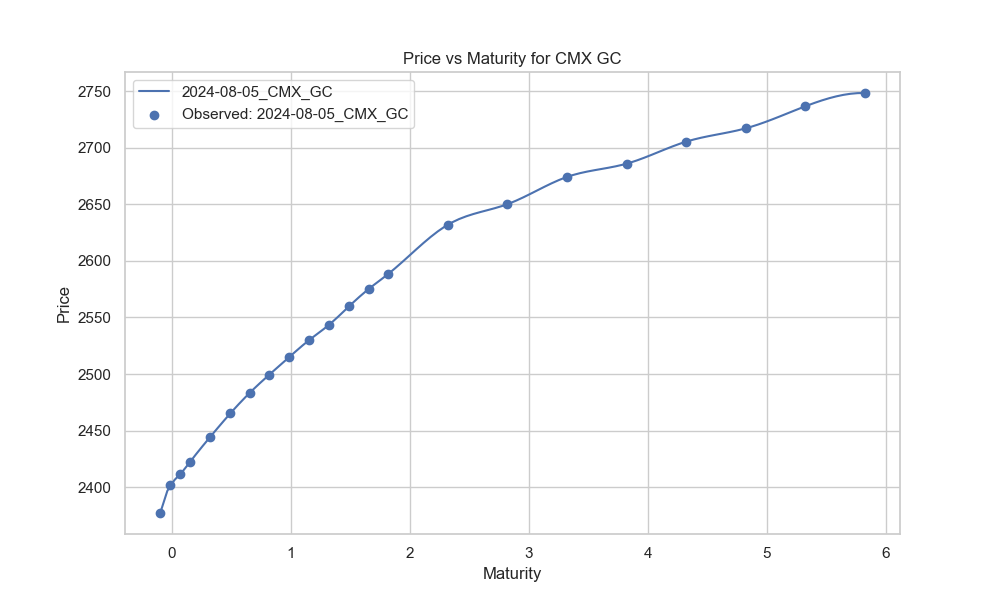 Price vs Maturity for CMX GC
2024-08-05_CMX_GC
Observed: 2024-08-05_CMX_GC
Price
2750
2700
2650
2600
2550
2500
2450
2400
0 1 2 3 4 5 6
Maturity